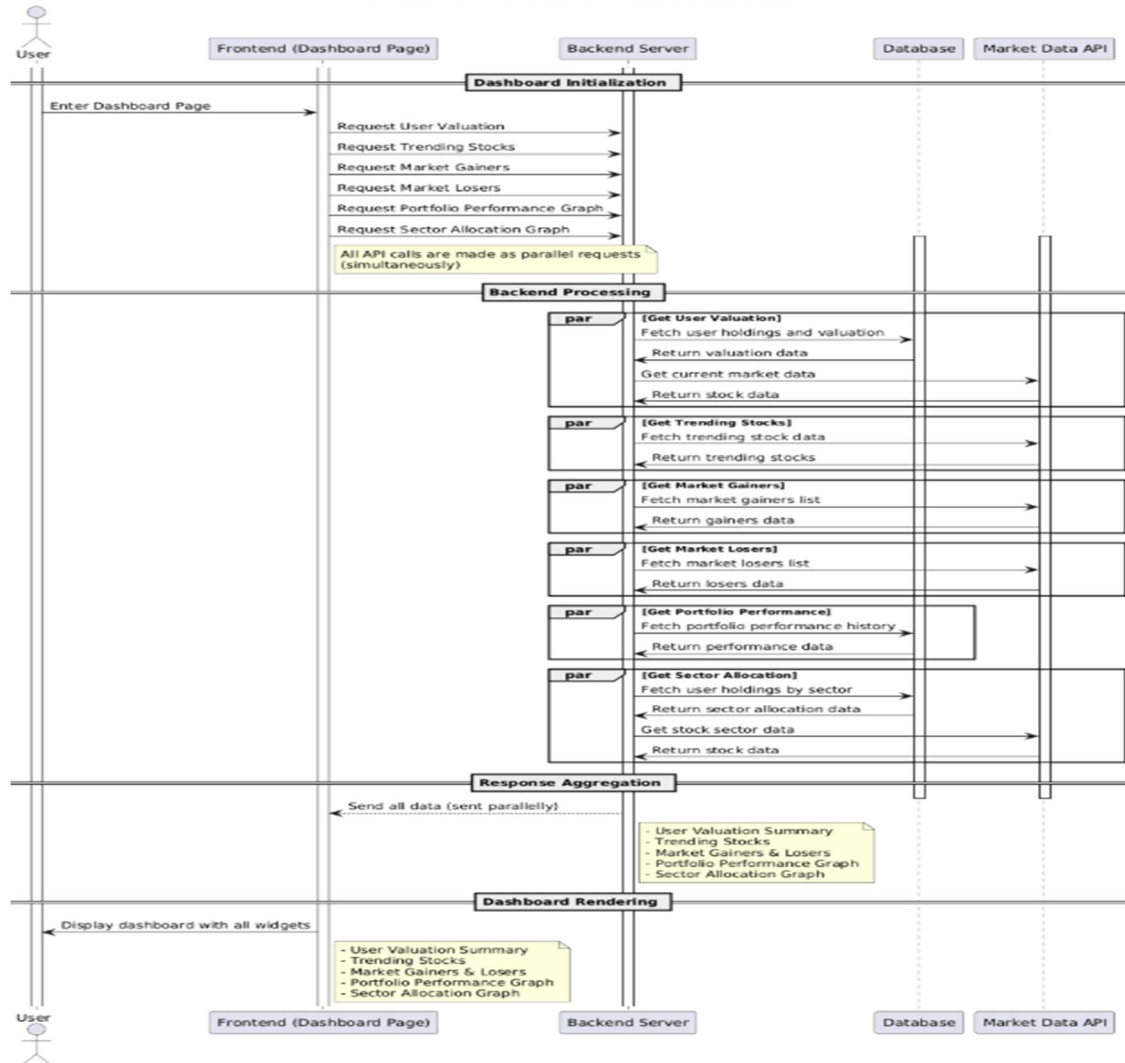 User
Frontend (Dashboard Page)
Backend Server
Database
Market Data API
Dashboard Initialization
Enter Dashboard Page
Request User Valuation
Request Trending Stocks
Request Market Gainers
Request Market Losers
Request Portfolio Performance Graph
Request Sector Allocation Graph
All API calls are made as parallel requests
(simultaneously)
Backend Processing
par [Get User Valuation]
Fetch user holdings and valuation
Return valuation data
Get current market data
Return stock data
par [Get Trending Stocks]
Fetch trending stock data
Return trending stocks
par [Get Market Gainers]
Fetch market gainers list
Return gainers data
par [Get Market Losers]
Fetch market losers list
Return losers data
par [Get Portfolio Performance]
Fetch portfolio performance history
Return performance data
par [Get Sector Allocation]
Fetch user holdings by sector
Return sector allocation data
Get stock sector data
Return stock data
Response Aggregation
Send all data (sent parallelly)
- User Valuation Summary
- Trending Stocks
- Market Gainers & Losers
- Portfolio Performance Graph
- Sector Allocation Graph
Dashboard Rendering
Display dashboard with all widgets
- User Valuation Summary
- Trending Stocks
- Market Gainers & Losers
- Portfolio Performance Graph
- Sector Allocation Graph
User
Frontend (Dashboard Page)
Backend Server
Database
Market Data API